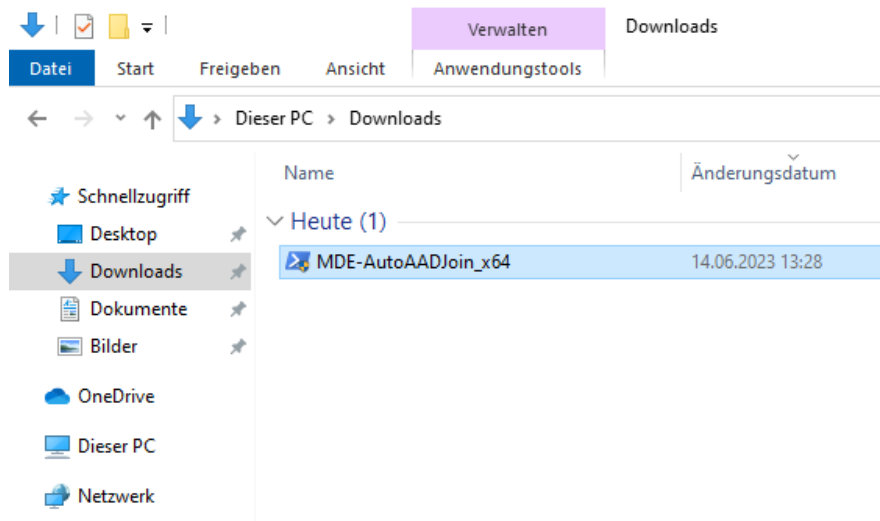 Verwalten
Downloads
Datei
Start
Freigeben
Ansicht
Anwendungstools
Dieser PC
Downloads
Name
Änderungsdatum
Schnellzugriff
Heute (1)
Desktop
Downloads
MDE-AutoAADJoin_x64
14.06.2023 13:28
Dokumente
Bilder
OneDrive
Dieser PC
Netzwerk